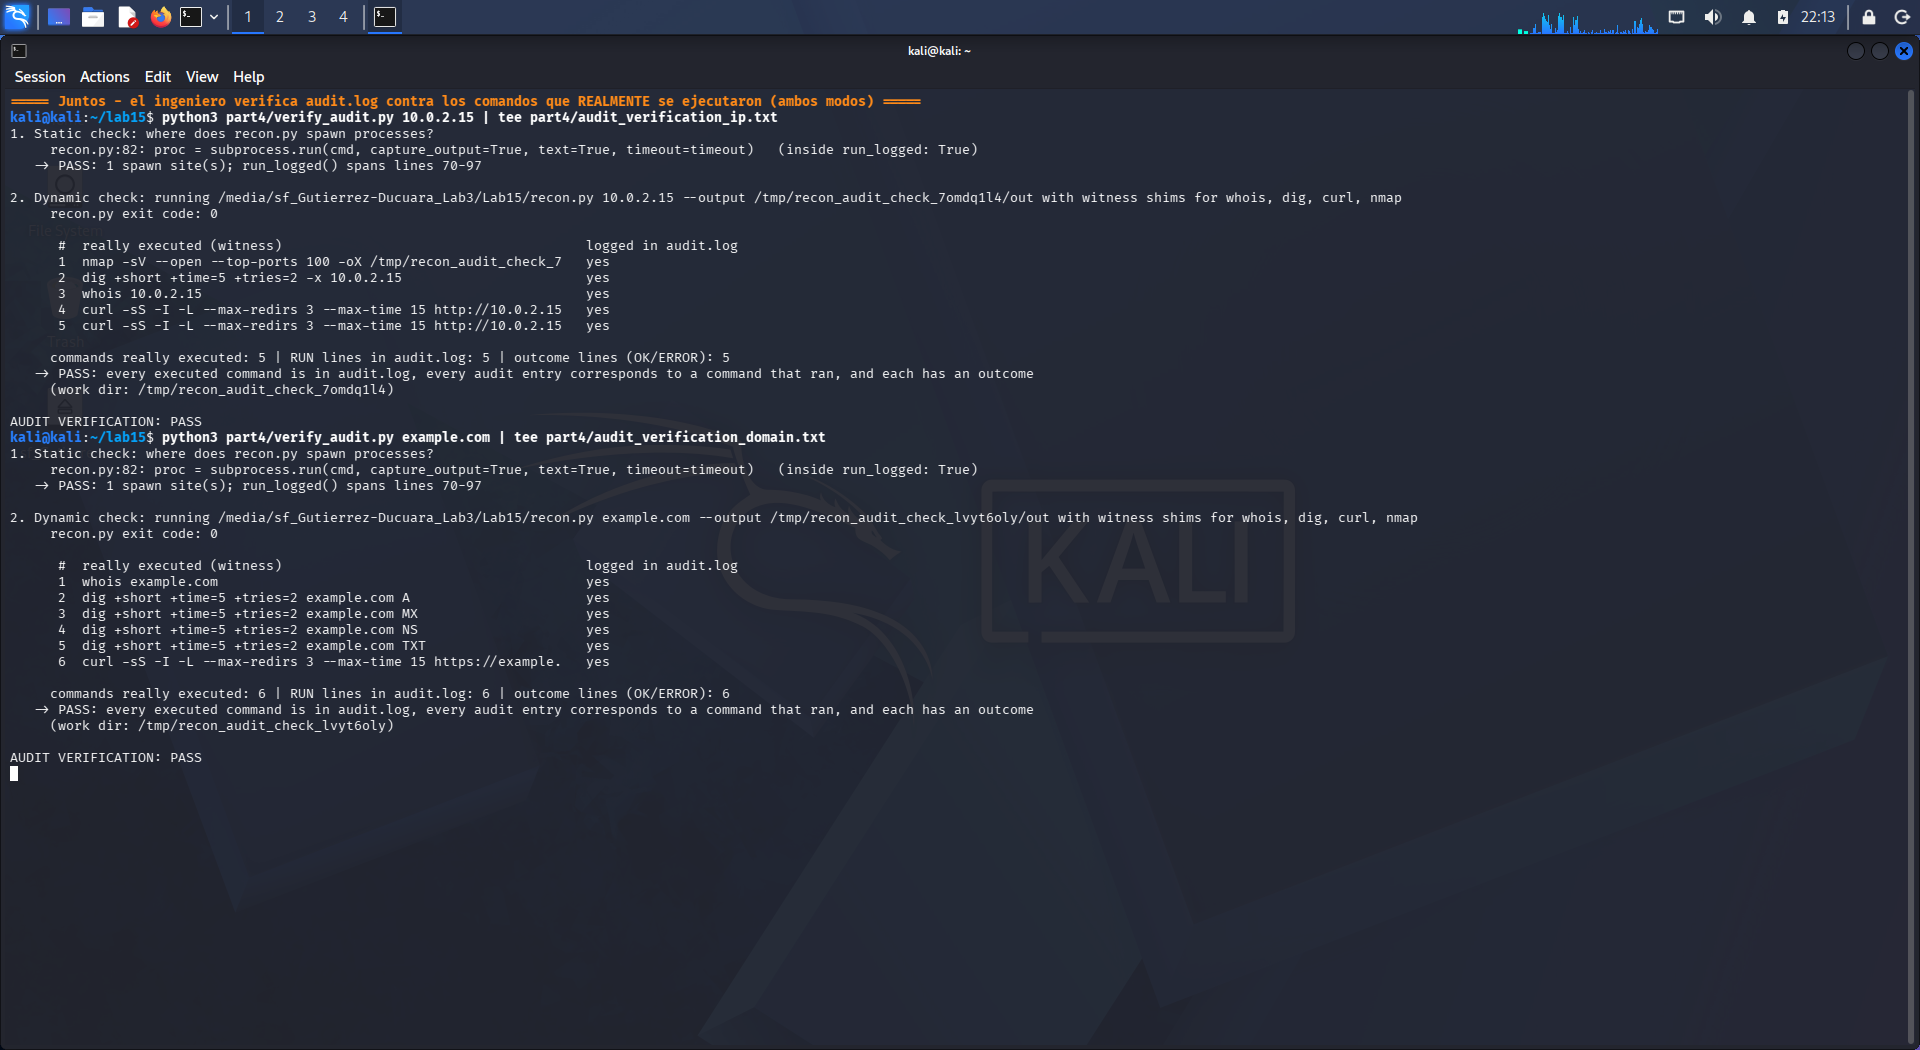 1 2 3 4 22:13
kali@kali: ~
Session Actions Edit View Help
===== Juntos - el ingeniero verifica audit.log contra los comandos que REALMENTE se ejecutaron (ambos modos) =====
kali@kali:~/lab15$ python3 part4/verify_audit.py 10.0.2.15 | tee part4/audit_verification_ip.txt
1. Static check: where does recon.py spawn processes?
recon.py:82: proc = subprocess.run(cmd, capture_output=True, text=True, timeout=timeout) (inside run_logged: True)
-> PASS: 1 spawn site(s); run_logged() spans lines 70-97
2. Dynamic check: running /media/sf_Gutierrez-Ducuara_Lab3/Lab15/recon.py 10.0.2.15 --output /tmp/recon_audit_check_7omdq1l4/out with witness shims for whois, dig, curl, nmap
recon.py exit code: 0
File System
# really executed (witness) logged in audit.log
1 nmap -sV --open --top-ports 100 -oX /tmp/recon_audit_check_7 yes
2 dig +short +time=5 +tries=2 -x 10.0.2.15 yes
3 whois 10.0.2.15 yes
4 curl -sS -I -L --max-redirs 3 --max-time 15 http://10.0.2.15 yes
5 curl -sS -I -L --max-redirs 3 --max-time 15 http://10.0.2.15 yes
Trash
commands really executed: 5 | RUN lines in audit.log: 5 | outcome lines (OK/ERROR): 5
-> PASS: every executed command is in audit.log, every audit entry corresponds to a command that ran, and each has an outcome
(work dir: /tmp/recon_audit_check_7omdq1l4)
AUDIT VERIFICATION: PASS
kali@kali:~/lab15$ python3 part4/verify_audit.py example.com | tee part4/audit_verification_domain.txt
1. Static check: where does recon.py spawn processes?
recon.py:82: proc = subprocess.run(cmd, capture_output=True, text=True, timeout=timeout) (inside run_logged: True)
-> PASS: 1 spawn site(s); run_logged() spans lines 70-97
2. Dynamic check: running /media/sf_Gutierrez-Ducuara_Lab3/Lab15/recon.py example.com --output /tmp/recon_audit_check_lvyt6oly/out with witness shims for whois, dig, curl, nmap
recon.py exit code: 0
# really executed (witness) logged in audit.log
1 whois example.com yes
2 dig +short +time=5 +tries=2 example.com A yes
3 dig +short +time=5 +tries=2 example.com MX yes
4 dig +short +time=5 +tries=2 example.com NS yes
5 dig +short +time=5 +tries=2 example.com TXT yes
6 curl -sS -I -L --max-redirs 3 --max-time 15 https://example. yes
commands really executed: 6 | RUN lines in audit.log: 6 | outcome lines (OK/ERROR): 6
-> PASS: every executed command is in audit.log, every audit entry corresponds to a command that ran, and each has an outcome
(work dir: /tmp/recon_audit_check_lvyt6oly)
AUDIT VERIFICATION: PASS
KALI